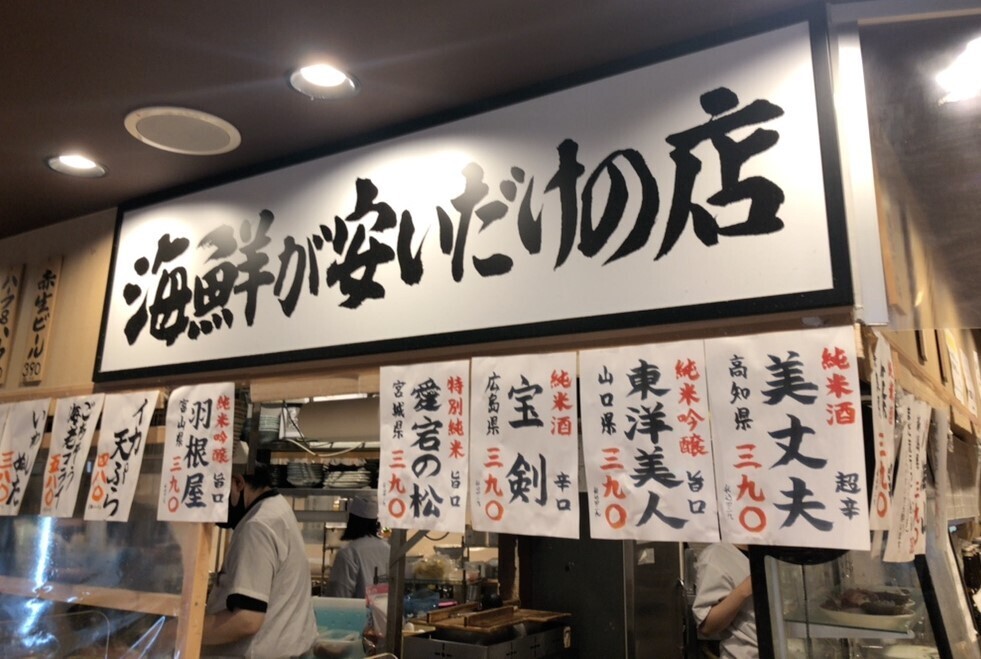 海鮮が安いだけの店
赤生ビール
390
イカ
天ぷら
四八〇
純米吟醸
羽根屋
富山県
三九〇
旨口
特別純米
愛宕の松
宮城県
三九〇
旨口
純米酒
宝剣
広島県
三九〇
辛口
純米吟醸
東洋美人
山口県
三九〇
旨口
純米酒
美丈夫
高知県
三九〇
超辛